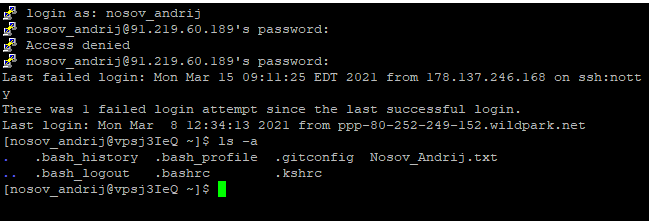 login as: nosov_andrij
nosov_andrij@91.219.60.189's password:
Access denied
nosov_andrij@91.219.60.189's password:
Last failed login: Mon Mar 15 09:11:25 EDT 2021 from 178.137.246.168 on ssh:nott
y
There was 1 failed login attempt since the last successful login.
Last login: Mon Mar  8 12:34:13 2021 from ppp-80-252-249-152.wildpark.net
[nosov_andrij@vpsj3IeQ ~]$ ls -a
.   .bash_history  .bash_profile  .gitconfig  Nosov_Andrij.txt
..  .bash_logout   .bashrc        .kshrc
[nosov_andrij@vpsj3IeQ ~]$